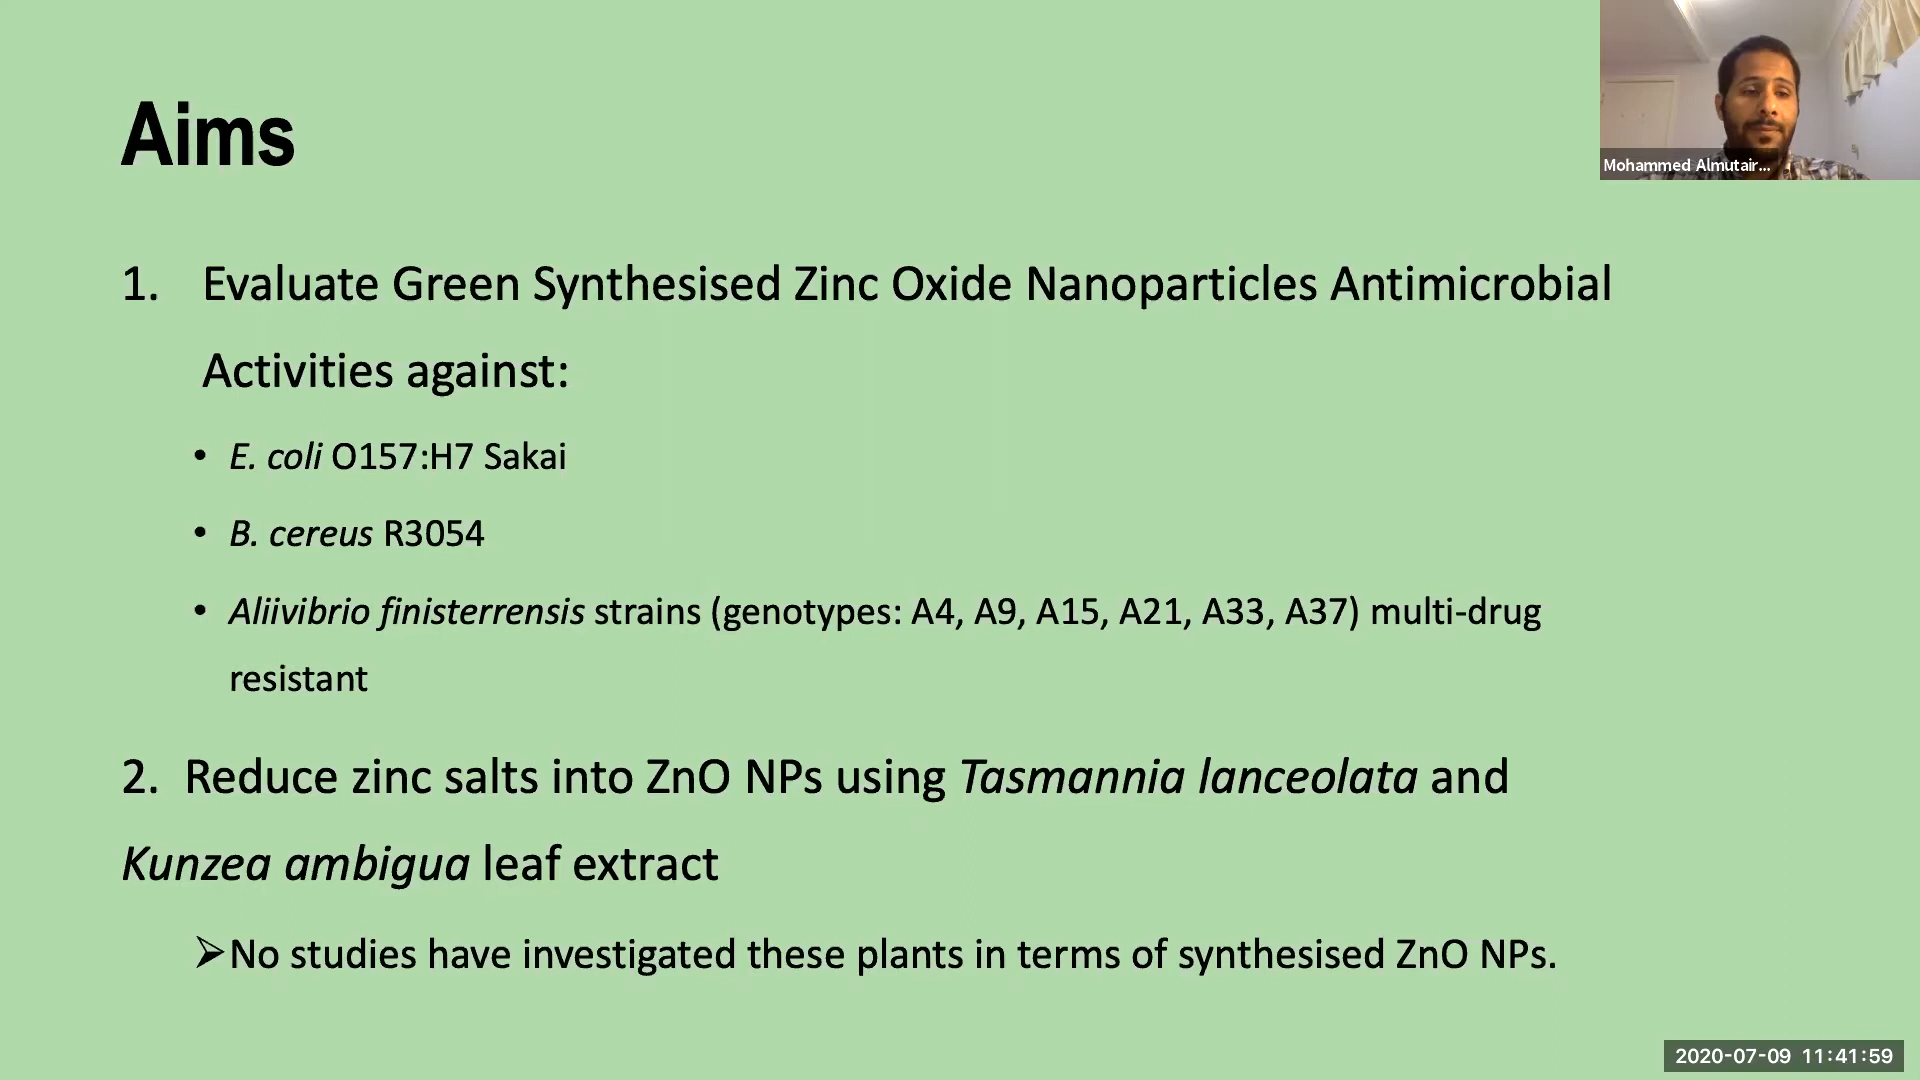 Aims
Mohammed Almutair...
1. Evaluate Green Synthesised Zinc Oxide Nanoparticles Antimicrobial
Activities against:
• E. coli O157:H7 Sakai
• B. cereus R3054
• Aliivibrio finisterrensis strains (genotypes: A4, A9, A15, A21, A33, A37) multi-drug
resistant
2. Reduce zinc salts into ZnO NPs using Tasmannia lanceolata and
Kunzea ambigua leaf extract
➢No studies have investigated these plants in terms of synthesised ZnO NPs.
2020-07-09 11:41:59